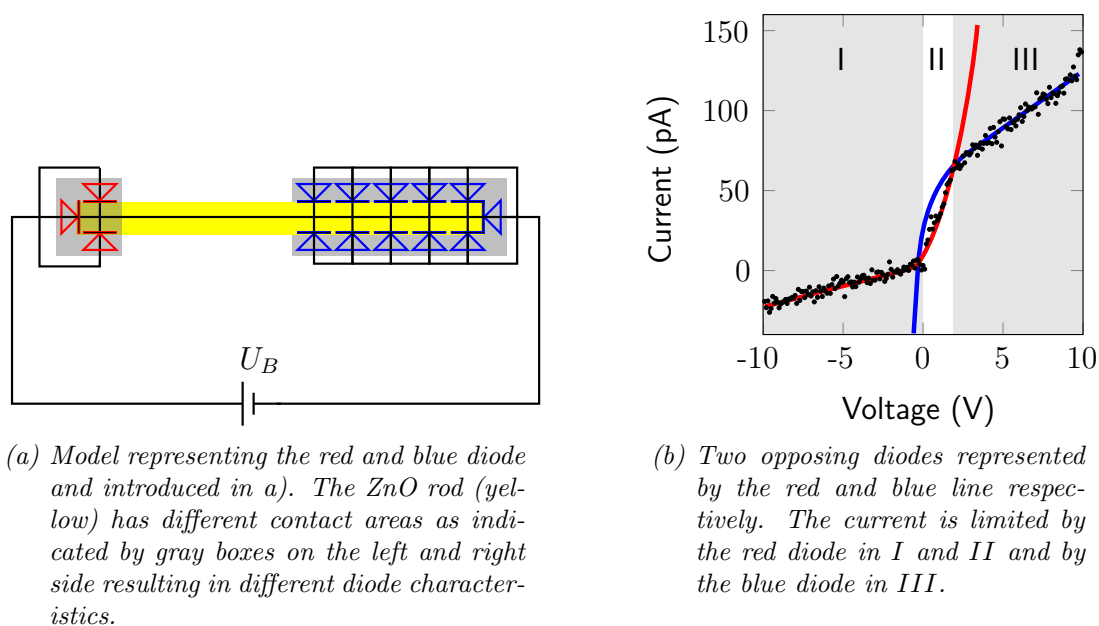 U_B
(a) Model representing the red and blue diode
and introduced in a). The ZnO rod (yel-
low) has different contact areas as indi-
cated by gray boxes on the left and right
side resulting in different diode character-
istics.
150
100
50
0
Current (pA)
I
II
III
-10
-5
0
5
10
Voltage (V)
(b) Two opposing diodes represented
by the red and blue line respec-
tively. The current is limited by
the red diode in I and II and by
the blue diode in III.